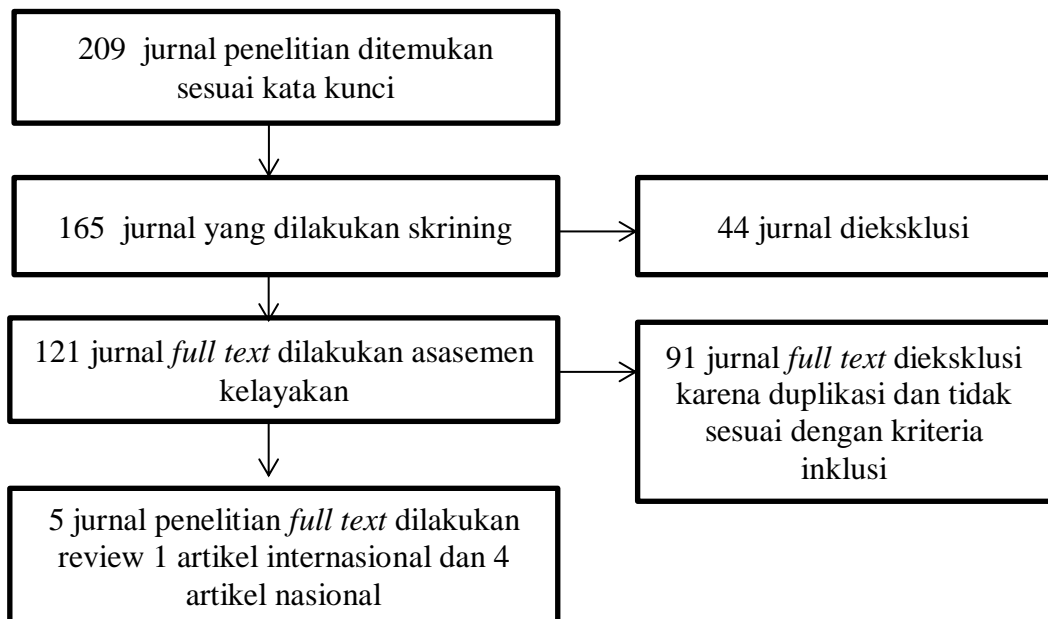 209 jurnal penelitian ditemukan
sesuai kata kunci
165 jurnal yang dilakukan skrining
44 jurnal dieksklusi
121 jurnal full text dilakukan asasemen
kelayakan
91 jurnal full text dieksklusi
karena duplikasi dan tidak
sesuai dengan kriteria
inklusi
5 jurnal penelitian full text dilakukan
review 1 artikel internasional dan 4
artikel nasional